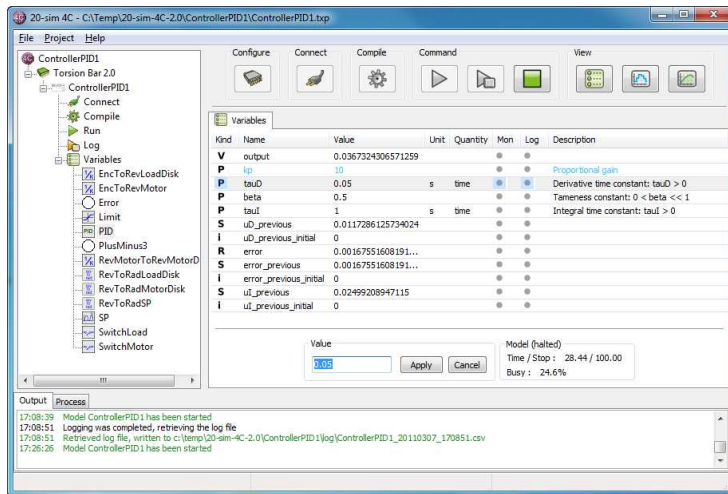 20-sim 4C - C:\Temp\20-sim-4C-2.0\ControllerPID1\ControllerPID1.txp
File Project Help
ControllerPID1
Torsion Bar 2.0
ControllerPID1
Connect
Compile
Run
Log
Variables
EncToRevLoadDisk
EncToRevMotor
Error
Limit
PID
PlusMinus3
RevMotorToRevMotorD
RevToRadLoadDisk
RevToRadMotorDisk
RevToRadSP
SP
SwitchLoad
SwitchMotor
Configure Connect Compile Command View
Variables
Kind Name Value Unit Quantity Mon Log Description
V output 0.0367324306571259
P kp 10 Proportional gain
P tauD 0.05 s time Derivative time constant: tauD > 0
P beta 0.5 Tameness constant: 0 < beta << 1
P tauI 1 s time Integral time constant: tauI > 0
S uD_previous 0.0117286125734024
i uD_previous_initial 0
R error 0.00167551608191...
S error_previous 0.00167551608191...
i error_previous_initial 0
S uI_previous 0.02499208947115
i uI_previous_initial 0
Value
0.05 Apply Cancel
Model (halted)
Time / Stop : 28.44 / 100.00
Busy : 24.6%
Output Process
17:08:39 Model ControllerPID1 has been started
17:08:51 Logging was completed, retrieving the log file
17:08:51 Retrieved log file, written to c:\temp\20-sim-4C-2.0\ControllerPID1\log\ControllerPID1_20110307_170851.csv
17:26:26 Model ControllerPID1 has been started